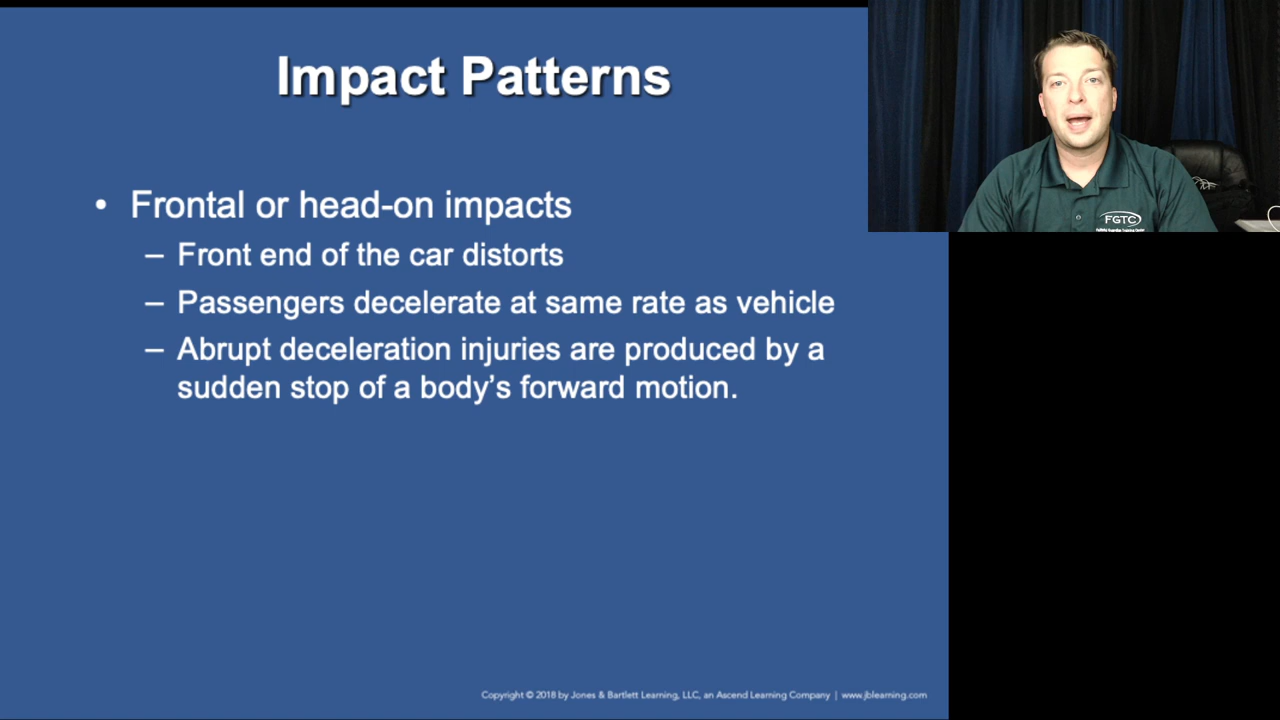 Impact Patterns
• Frontal or head-on impacts
– Front end of the car distorts
– Passengers decelerate at same rate as vehicle
– Abrupt deceleration injuries are produced by a
sudden stop of a body’s forward motion.
FGTC
Copyright © 2018 by Jones & Bartlett Learning, LLC, an Ascend Learning Company | www.jblearning.com